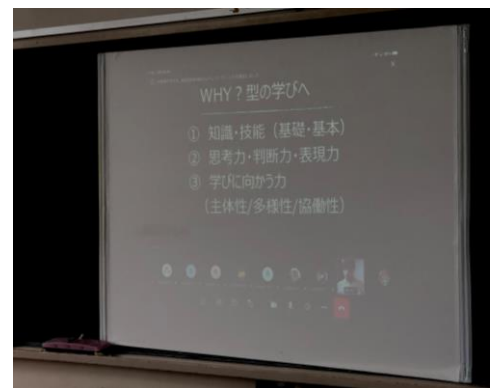 WHY？型の学びへ
① 知識・技能（基礎・基本）
② 思考力・判断力・表現力
③ 学びに向かう力
（主体性/多様性/協働性）